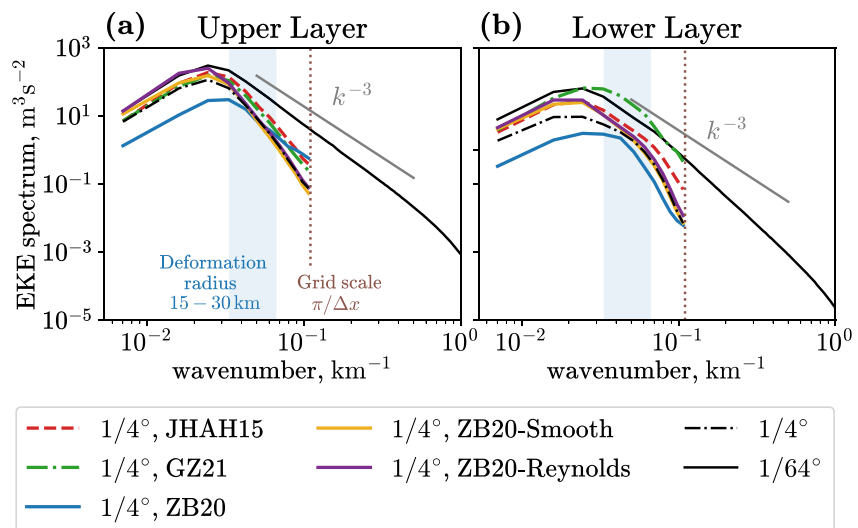 (a) Upper Layer
(b) Lower Layer
EKE spectrum, m³s⁻²
10³
10¹
10⁻¹
10⁻³
10⁻⁵
k⁻³
k⁻³
Deformation
radius
15 − 30 km
Grid scale
π/Δx
10⁻²
10⁻¹
10⁰
10⁻²
10⁻¹
10⁰
wavenumber, km⁻¹
wavenumber, km⁻¹
1/4°, JHAH15
1/4°, GZ21
1/4°, ZB20
1/4°, ZB20-Smooth
1/4°, ZB20-Reynolds
1/4°
1/64°